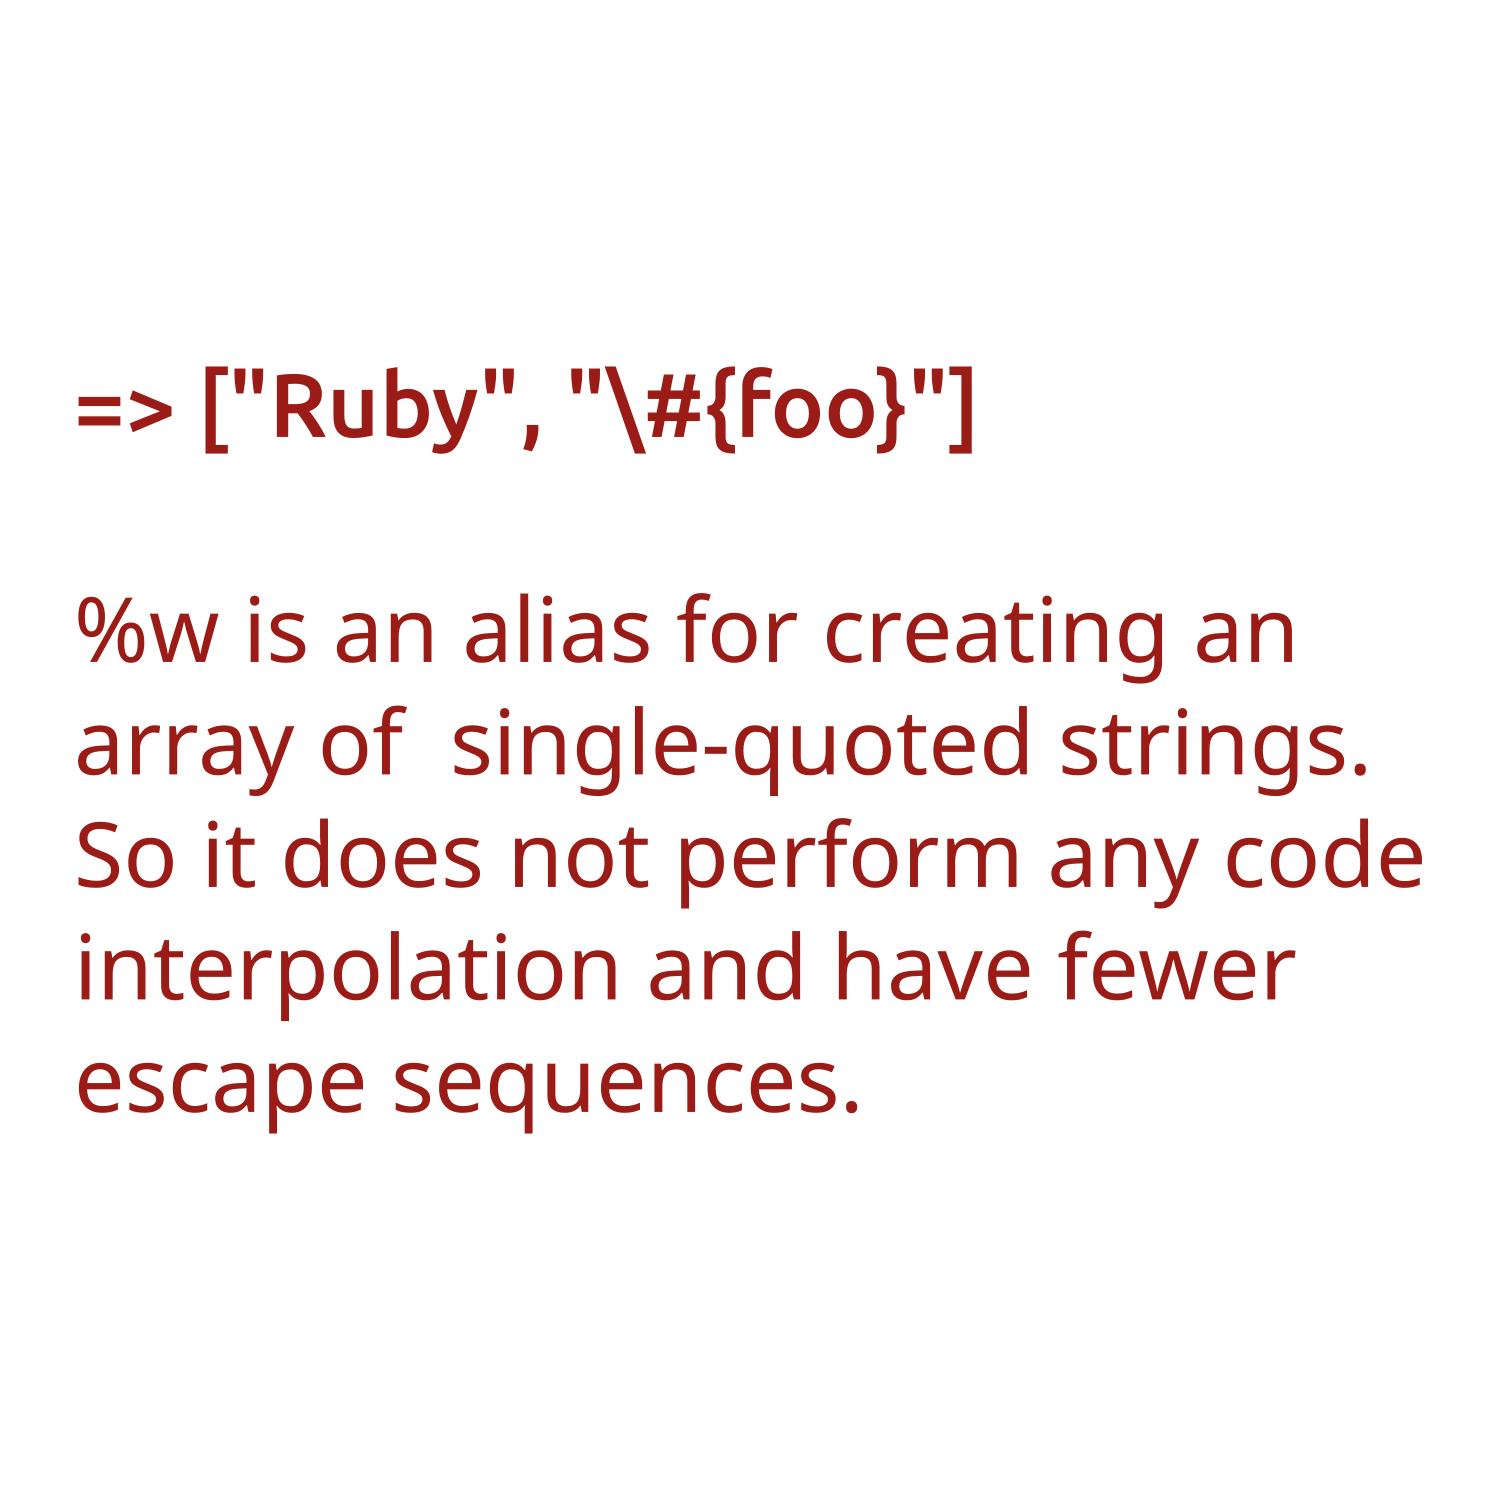 => ["Ruby", "\#{foo}"]
%w is an alias for creating an
array of  single-quoted strings.
So it does not perform any code
interpolation and have fewer
escape sequences.